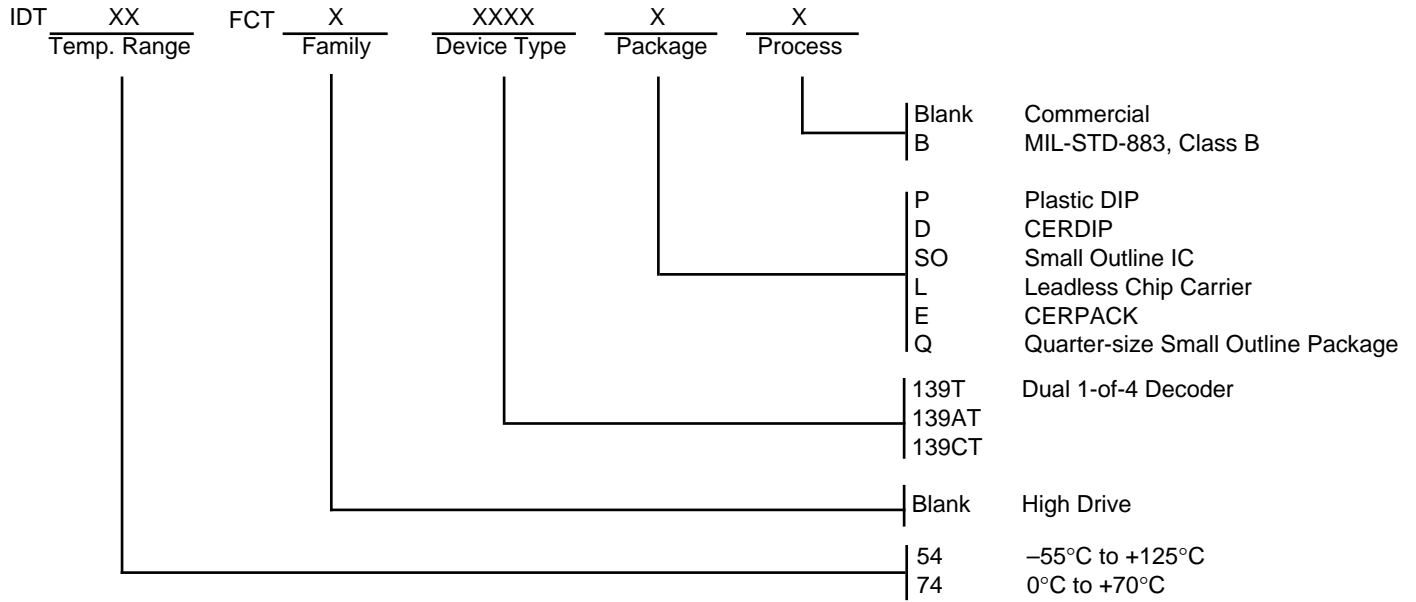 IDT XX FCT X XXXX X X
Temp. Range Family Device Type Package Process
Blank Commercial
B MIL-STD-883, Class B
P Plastic DIP
D CERDIP
SO Small Outline IC
L Leadless Chip Carrier
E CERPACK
Q Quarter-size Small Outline Package
139T Dual 1-of-4 Decoder
139AT
139CT
Blank High Drive
54 –55°C to +125°C
74 0°C to +70°C